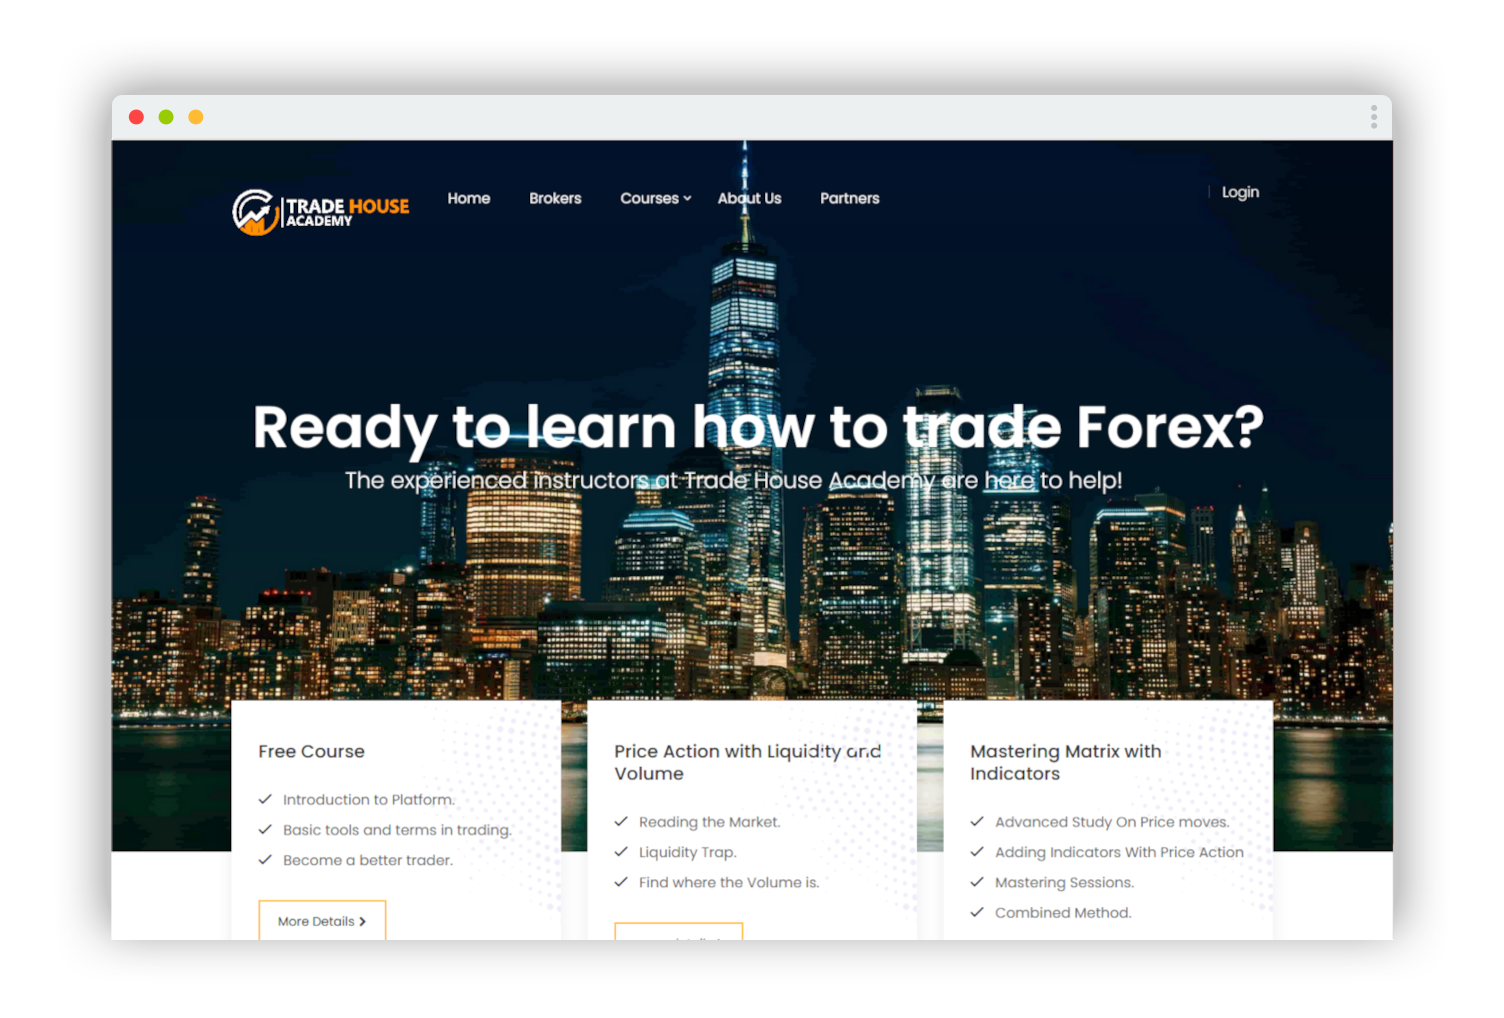 TRADE HOUSE
ACADEMY
Home
Brokers
Courses
About Us
Partners
Login
Ready to learn how to trade Forex?
The experienced instructors at Trade House Academy are here to help!
Free Course
Introduction to Platform.
Basic tools and terms in trading.
Become a better trader.
More Details
Price Action with Liquidity and
Volume
Reading the Market.
Liquidity Trap.
Find where the Volume is.
Mastering Matrix with
Indicators
Advanced Study On Price moves.
Adding Indicators With Price Action
Mastering Sessions.
Combined Method.